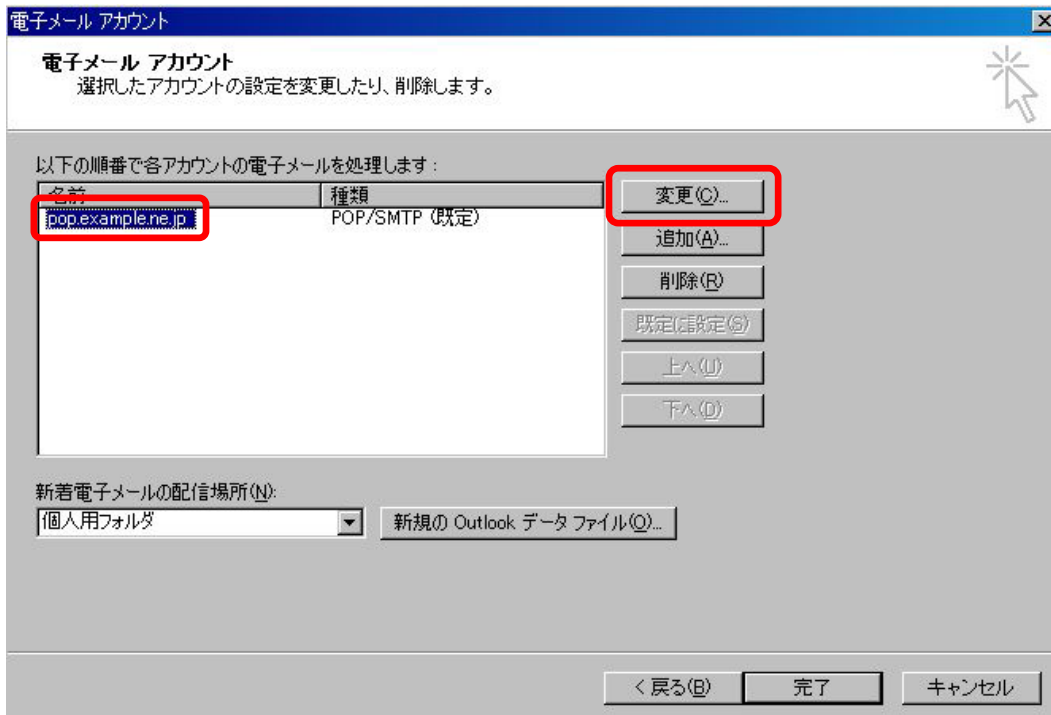 電子メール アカウント
電子メール アカウント
選択したアカウントの設定を変更したり、削除します。
以下の順番で各アカウントの電子メールを処理します:
名前 種類
pop.example.ne.jp POP/SMTP (既定)
変更(C)...
追加(A)...
削除(R)
既定に設定(S)
上へ(U)
下へ(D)
新着電子メールの配信場所(N):
個人用フォルダ 新規の Outlook データ ファイル(O)...
< 戻る(B) 完了 キャンセル